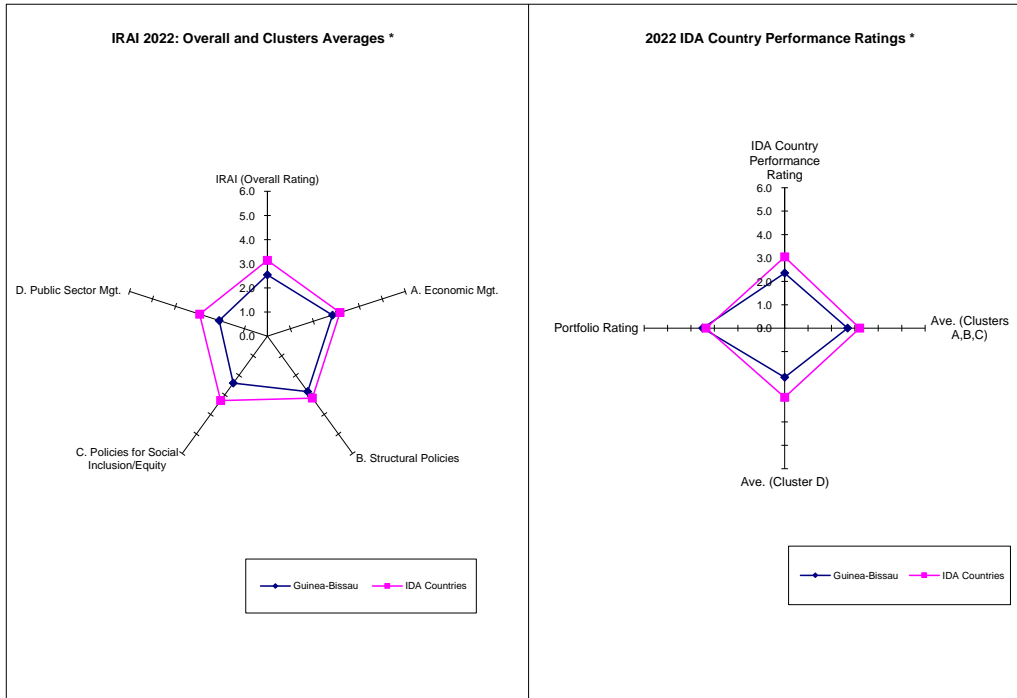 IRAI 2022: Overall and Clusters Averages *
IRAI (Overall Rating)
6.0
5.0
4.0
3.0
2.0
1.0
0.0
A. Economic Mgt.
B. Structural Policies
C. Policies for Social
Inclusion/Equity
D. Public Sector Mgt.
Guinea-Bissau
IDA Countries
2022 IDA Country Performance Ratings *
IDA Country
Performance
Rating
6.0
5.0
4.0
3.0
2.0
1.0
0.0
Ave. (Clusters
A,B,C)
Ave. (Cluster D)
Portfolio Rating
Guinea-Bissau
IDA Countries